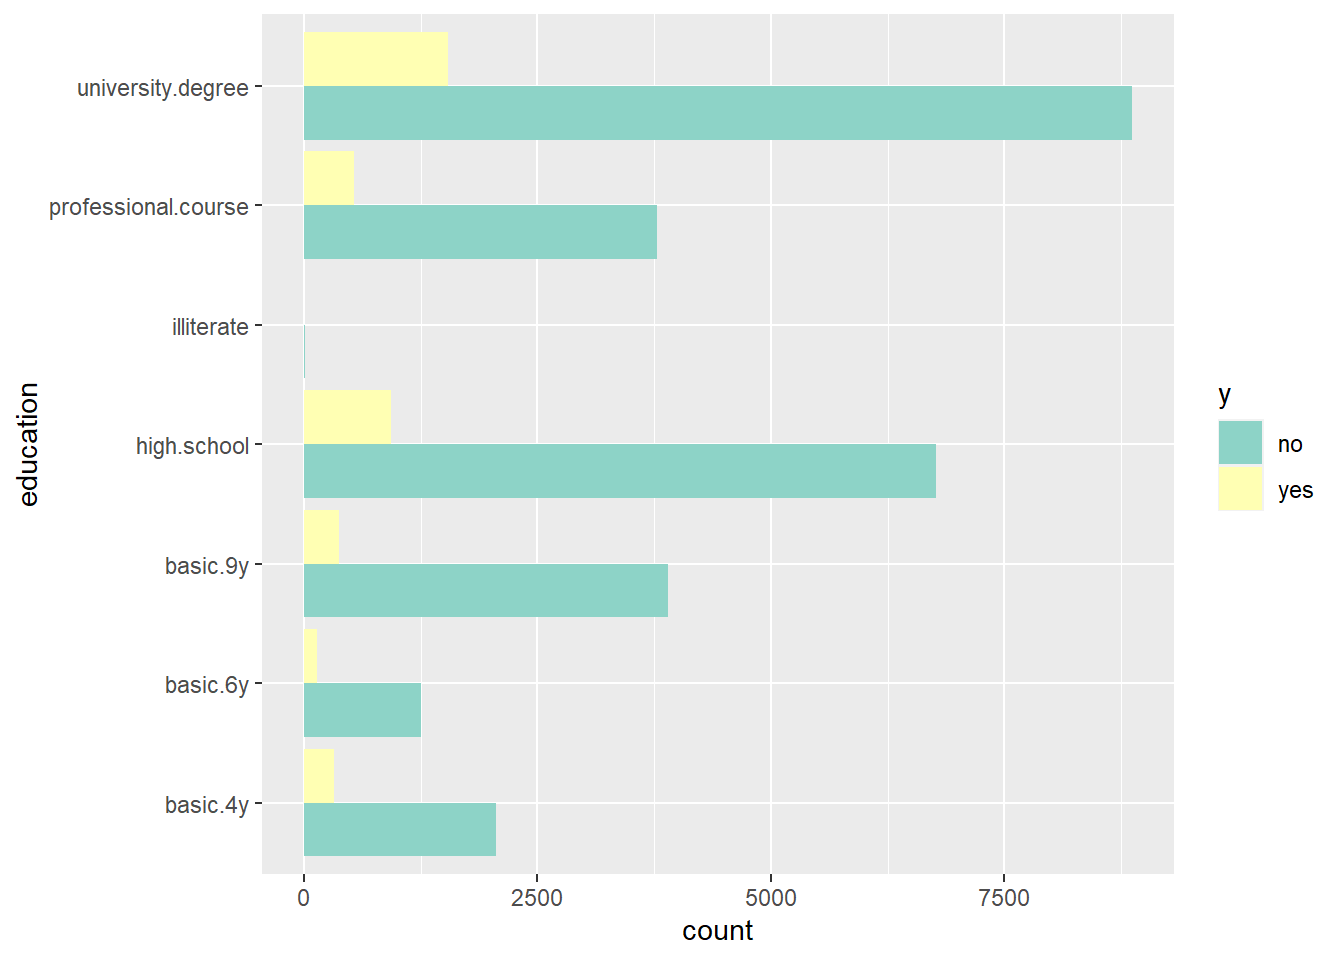 university.degree
professional.course
illiterate
high.school
basic.9y
basic.6y
basic.4y
education
0 2500 5000 7500
count
y
no
yes